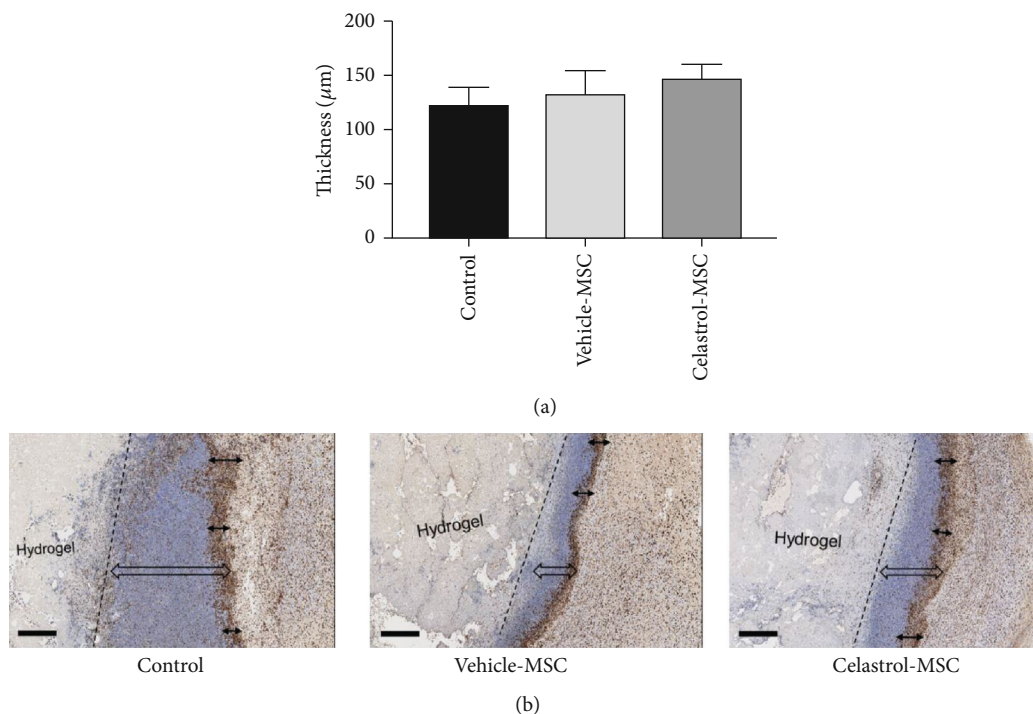 200
150
100
50
0
Thickness (μm)
Control
Vehicle-MSC
Celastrol-MSC
(a)
Hydrogel
Hydrogel
Hydrogel
Control
Vehicle-MSC
Celastrol-MSC
(b)